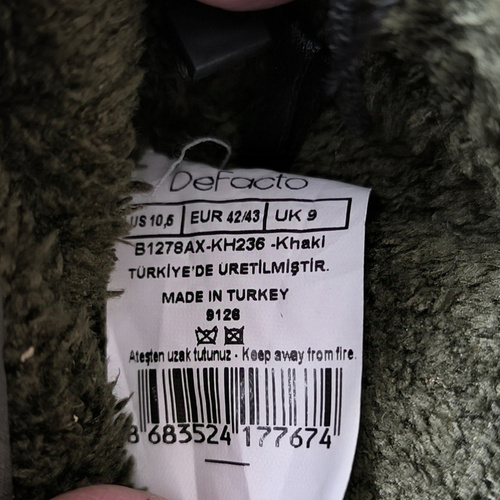 DeFacto
US 10,5 EUR 42/43 UK 9
B1278AX-KH236 -Khaki
TÜRKİYE'DE ÜRETİLMİŞTİR.
MADE IN TURKEY
9126
Ateşten uzak tutunuz - Keep away from fire.
8 683524 177674